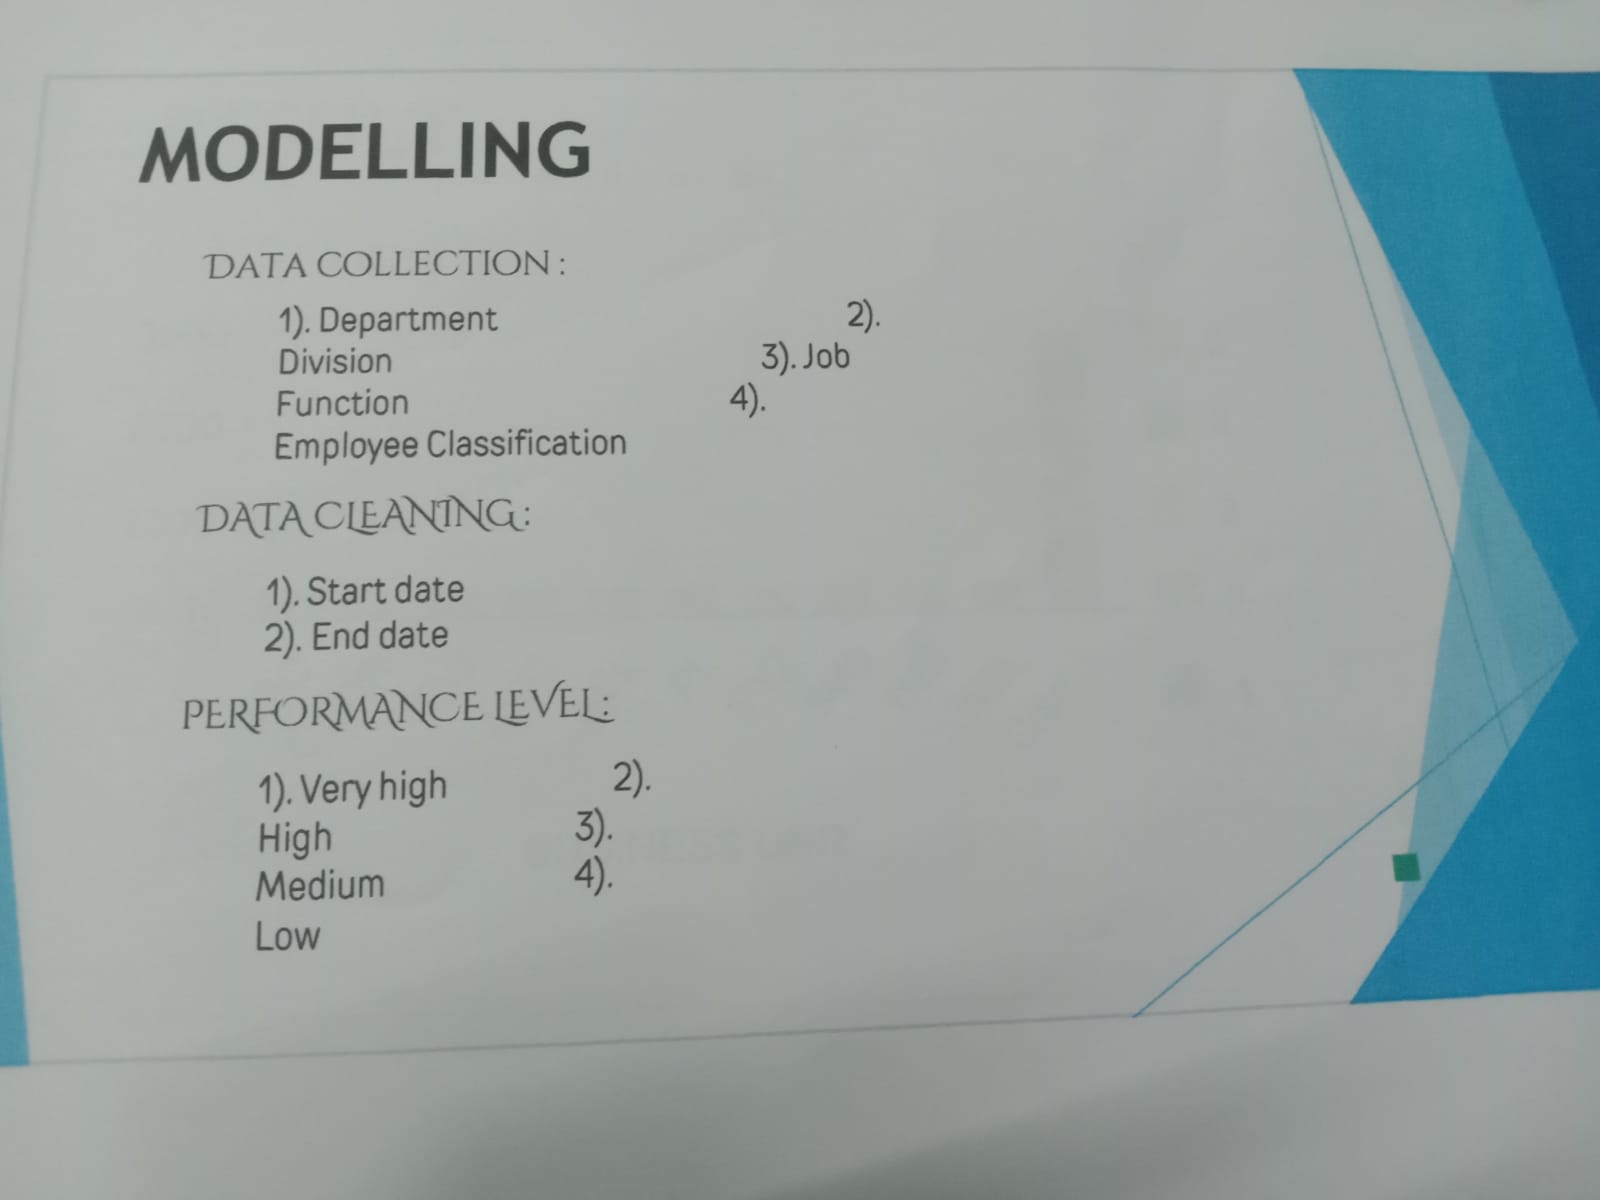 MODELLING
DATA COLLECTION :
1). Department 2).
Division 3). Job
Function 4).
Employee Classification
DATA CLEANING :
1). Start date
2). End date
PERFORMANCE LEVEL :
1). Very high 2).
High 3).
Medium 4).
Low